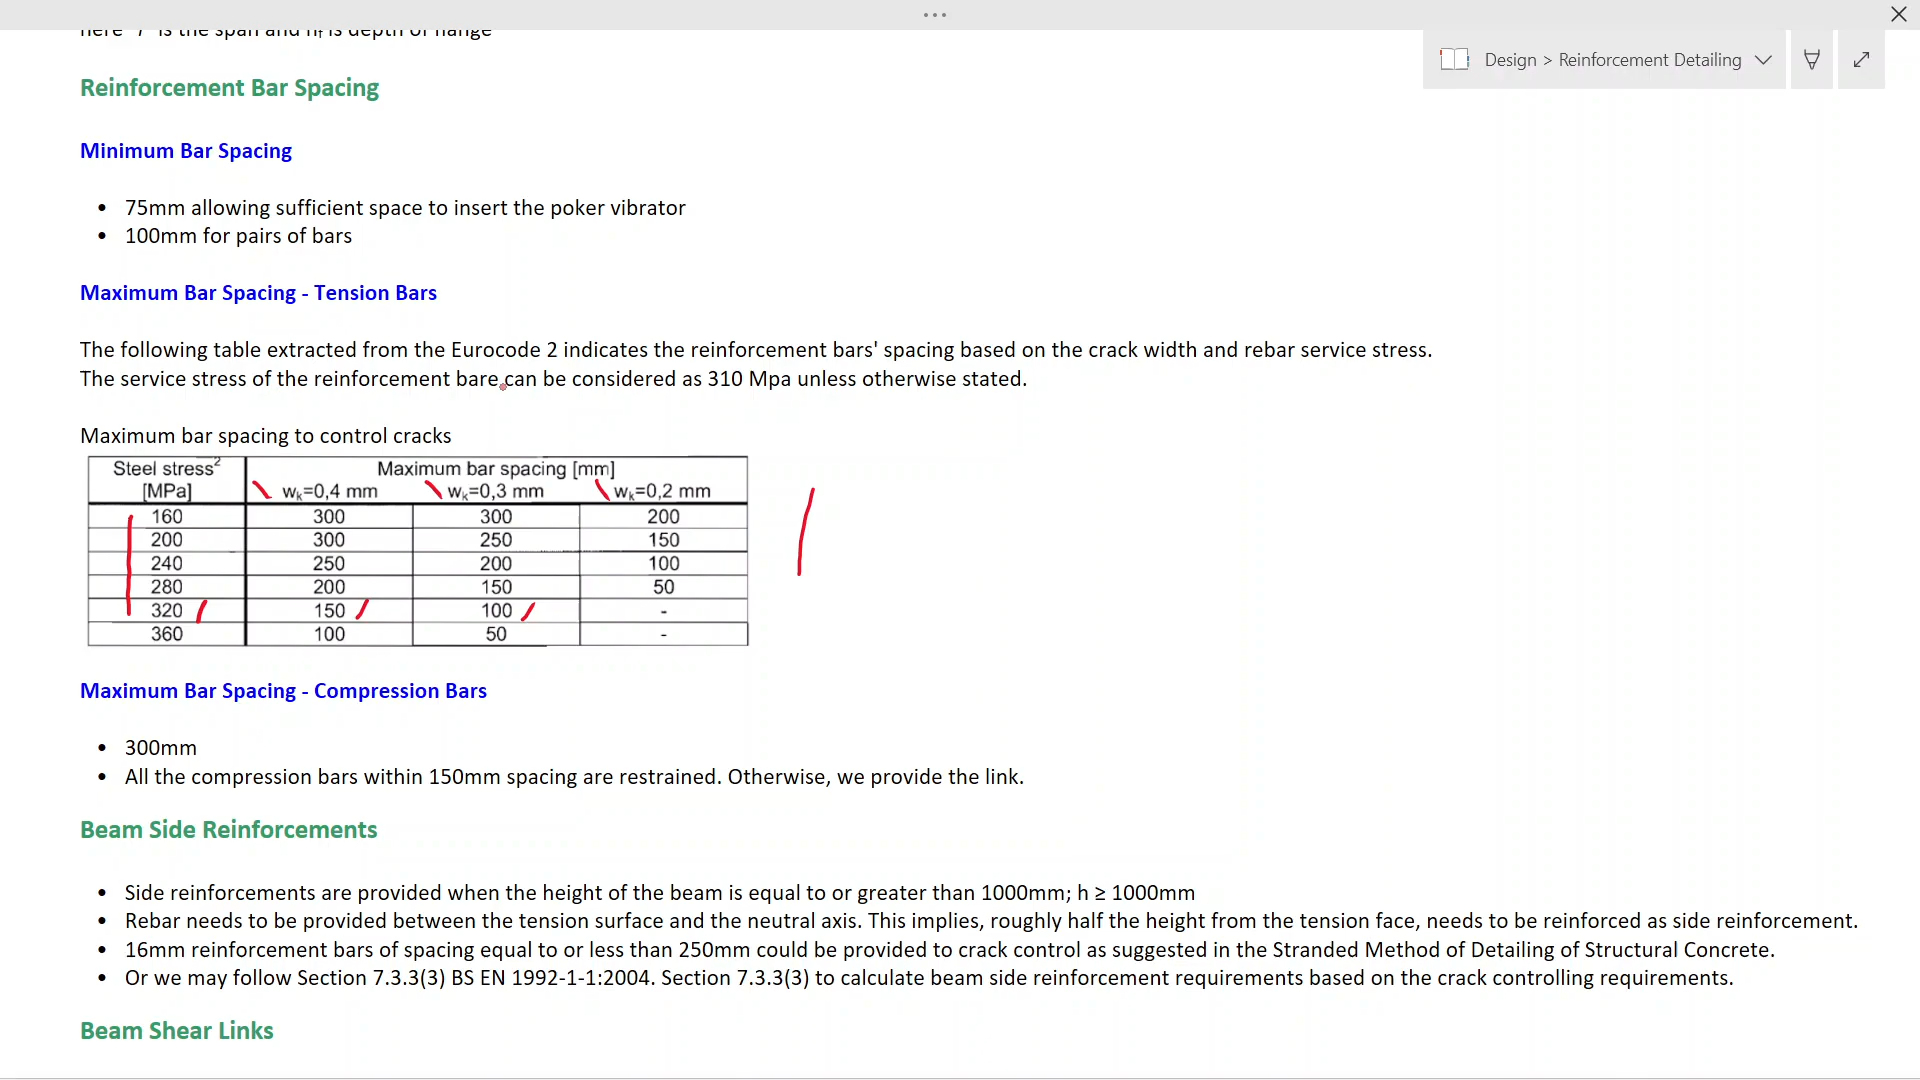 here "l" is the span and hf is depth of flange
Design > Reinforcement Detailing
Reinforcement Bar Spacing
Minimum Bar Spacing
• 75mm allowing sufficient space to insert the poker vibrator
• 100mm for pairs of bars
Maximum Bar Spacing - Tension Bars
The following table extracted from the Eurocode 2 indicates the reinforcement bars' spacing based on the crack width and rebar service stress.
The service stress of the reinforcement bare can be considered as 310 Mpa unless otherwise stated.
Maximum bar spacing to control cracks
Steel stress² Maximum bar spacing [mm]
[MPa] wk=0,4 mm wk=0,3 mm wk=0,2 mm
160 300 300 200
200 300 250 150
240 250 200 100
280 200 150 50
320 150 100 -
360 100 50 -
Maximum Bar Spacing - Compression Bars
• 300mm
• All the compression bars within 150mm spacing are restrained. Otherwise, we provide the link.
Beam Side Reinforcements
• Side reinforcements are provided when the height of the beam is equal to or greater than 1000mm; h ≥ 1000mm
• Rebar needs to be provided between the tension surface and the neutral axis. This implies, roughly half the height from the tension face, needs to be reinforced as side reinforcement.
• 16mm reinforcement bars of spacing equal to or less than 250mm could be provided to crack control as suggested in the Stranded Method of Detailing of Structural Concrete.
• Or we may follow Section 7.3.3(3) BS EN 1992-1-1:2004. Section 7.3.3(3) to calculate beam side reinforcement requirements based on the crack controlling requirements.
Beam Shear Links